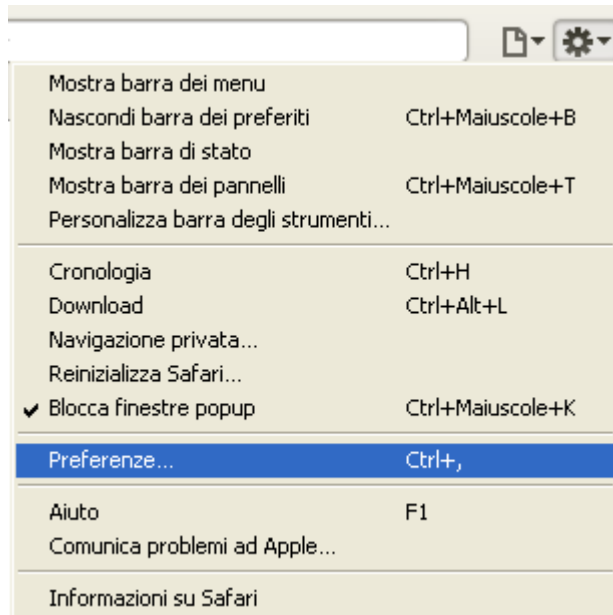 Mostra barra dei menu
Nascondi barra dei preferiti Ctrl+Maiuscole+B
Mostra barra di stato
Mostra barra dei pannelli Ctrl+Maiuscole+T
Personalizza barra degli strumenti...
Cronologia Ctrl+H
Download Ctrl+Alt+L
Navigazione privata...
Reinizializza Safari...
Blocca finestre popup Ctrl+Maiuscole+K
Preferenze... Ctrl+,
Aiuto F1
Comunica problemi ad Apple...
Informazioni su Safari